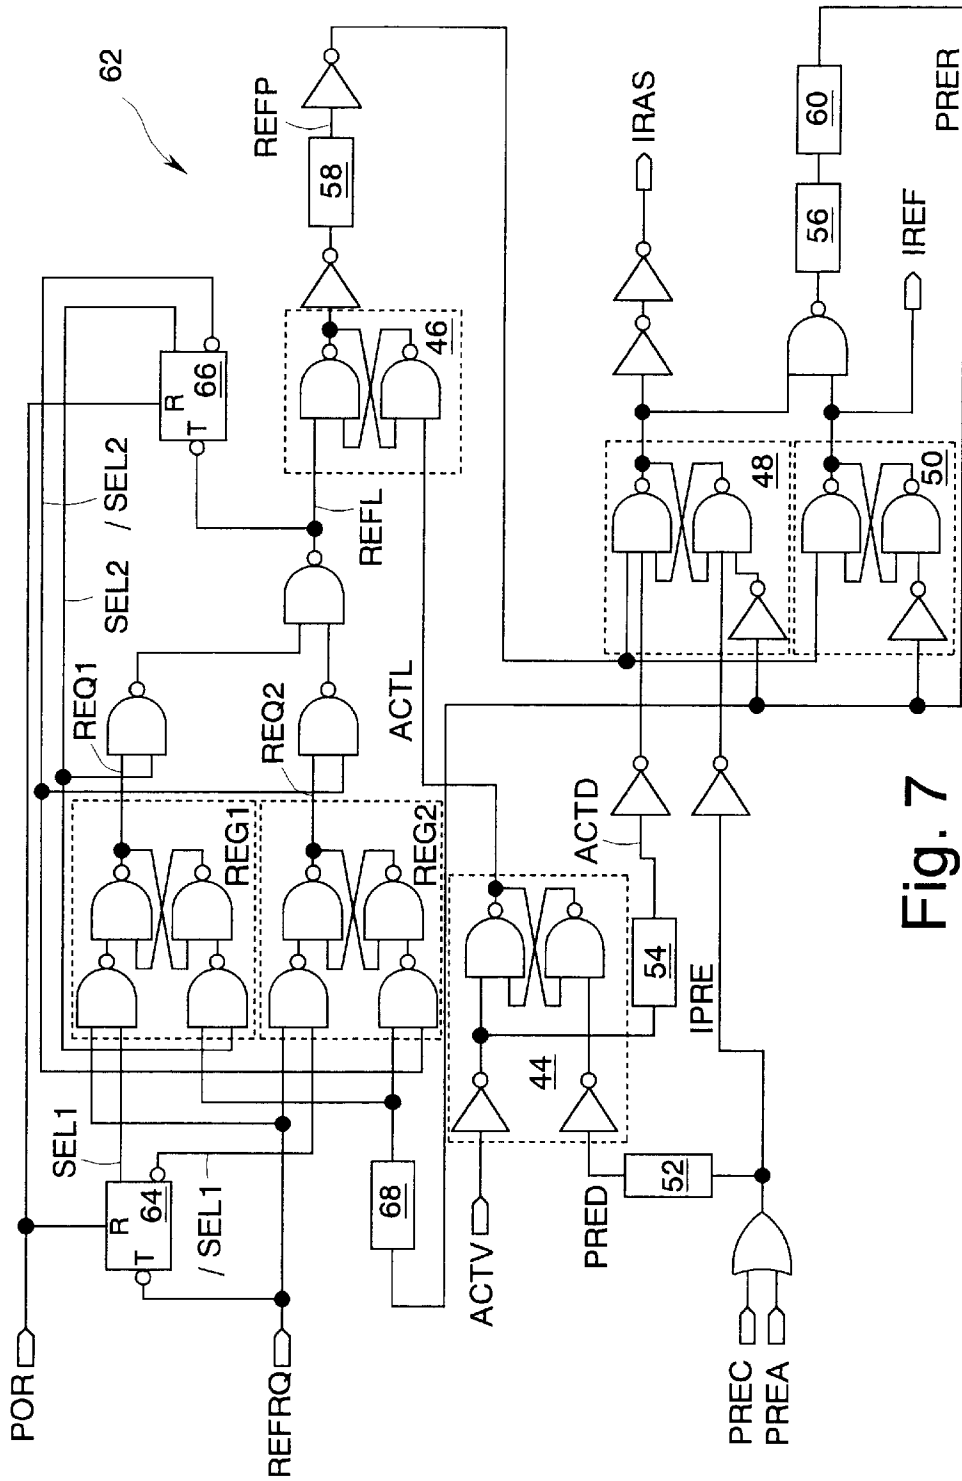 62
POR
REFRQ
SEL1
/ SEL1
R
T
64
68
REG1
REG2
REQ1
REQ2
SEL2
/ SEL2
R
T
66
REFL
ACTL
46
58
REFP
ACTV
PRED
44
52
54
ACTD
IPRE
PREC
PREA
48
50
IRAS
IREF
56
60
PRER
Fig. 7